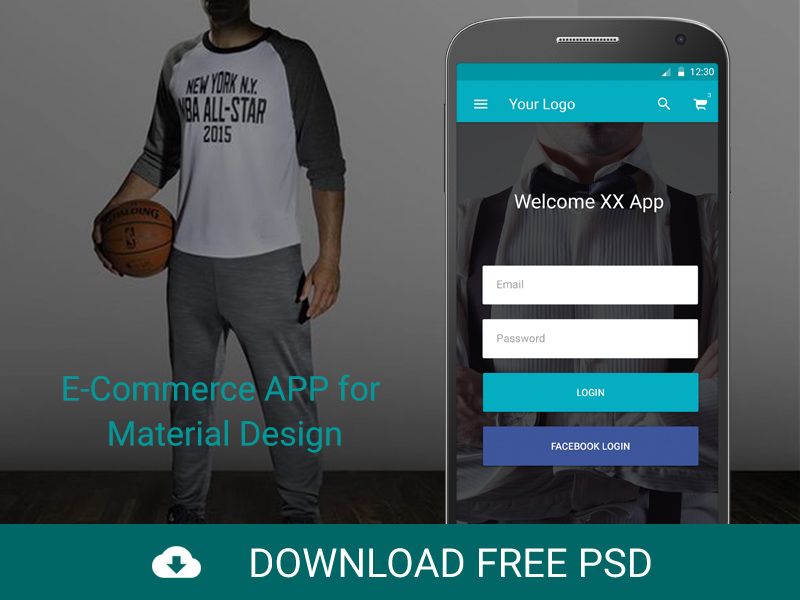 NEW YORK N.Y.
NBA ALL-STAR
2015
SPALDING
E-Commerce APP for
Material Design
12:30
Your Logo
3
Welcome XX App
Email
Password
LOGIN
FACEBOOK LOGIN
DOWNLOAD FREE PSD